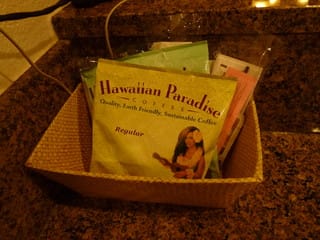 Hawaiian Paradise
COFFEE
Quality, Earth Friendly, Sustainable Coffee
Regular